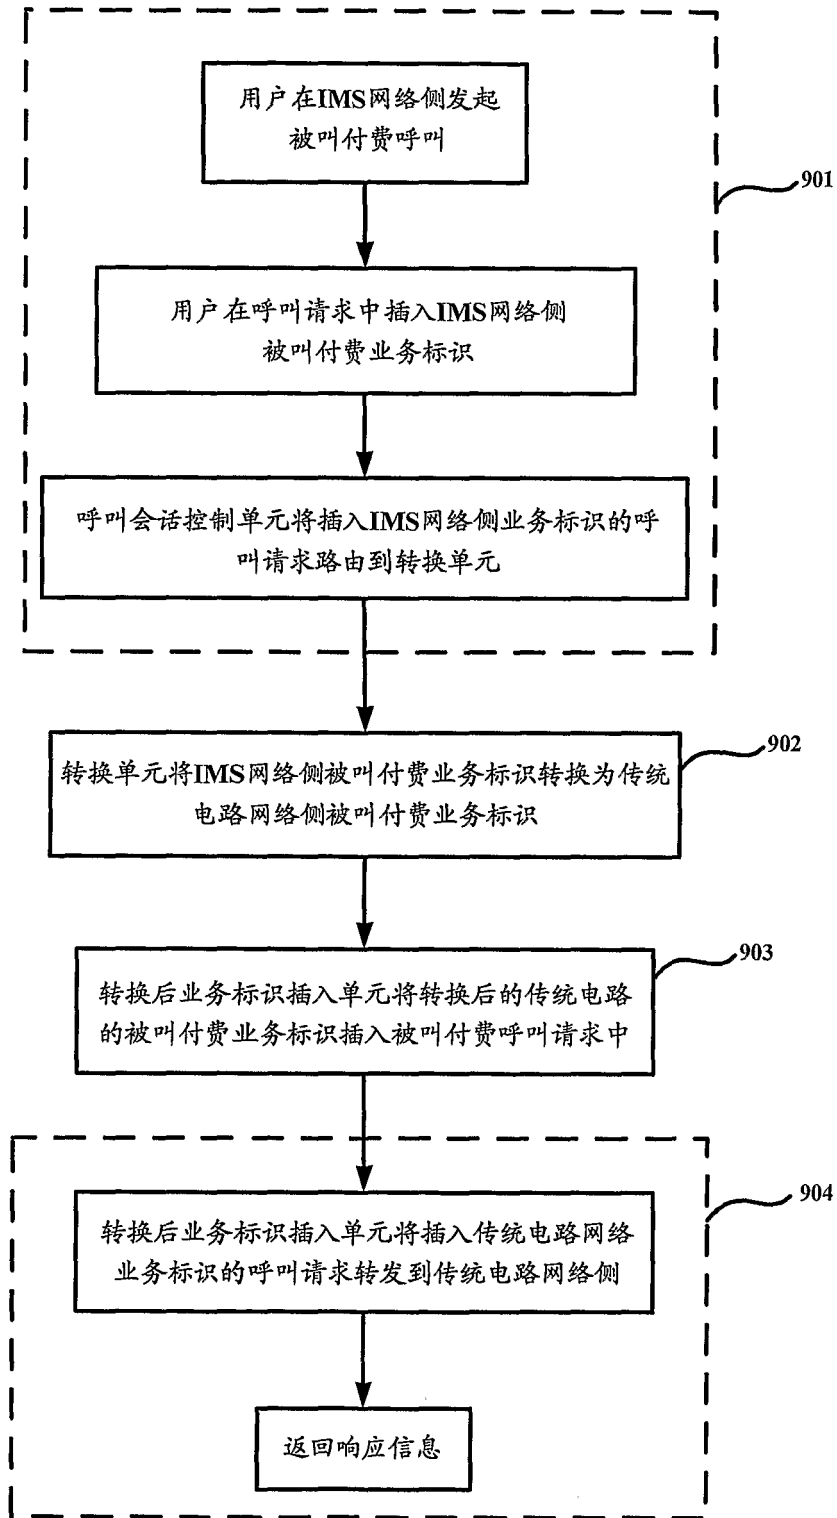 用户在IMS网络侧发起
被叫付费呼叫
901
用户在呼叫请求中插入IMS网络侧
被叫付费业务标识
呼叫会话控制单元将插入IMS网络侧业务标识的呼
叫请求路由到转换单元
902
转换单元将IMS网络侧被叫付费业务标识转换为传统
电路网络侧被叫付费业务标识
903
转换后业务标识插入单元将转换后的传统电路
的被叫付费业务标识插入被叫付费呼叫请求中
904
转换后业务标识插入单元将插入传统电路网络
业务标识的呼叫请求转发到传统电路网络侧
返回响应信息